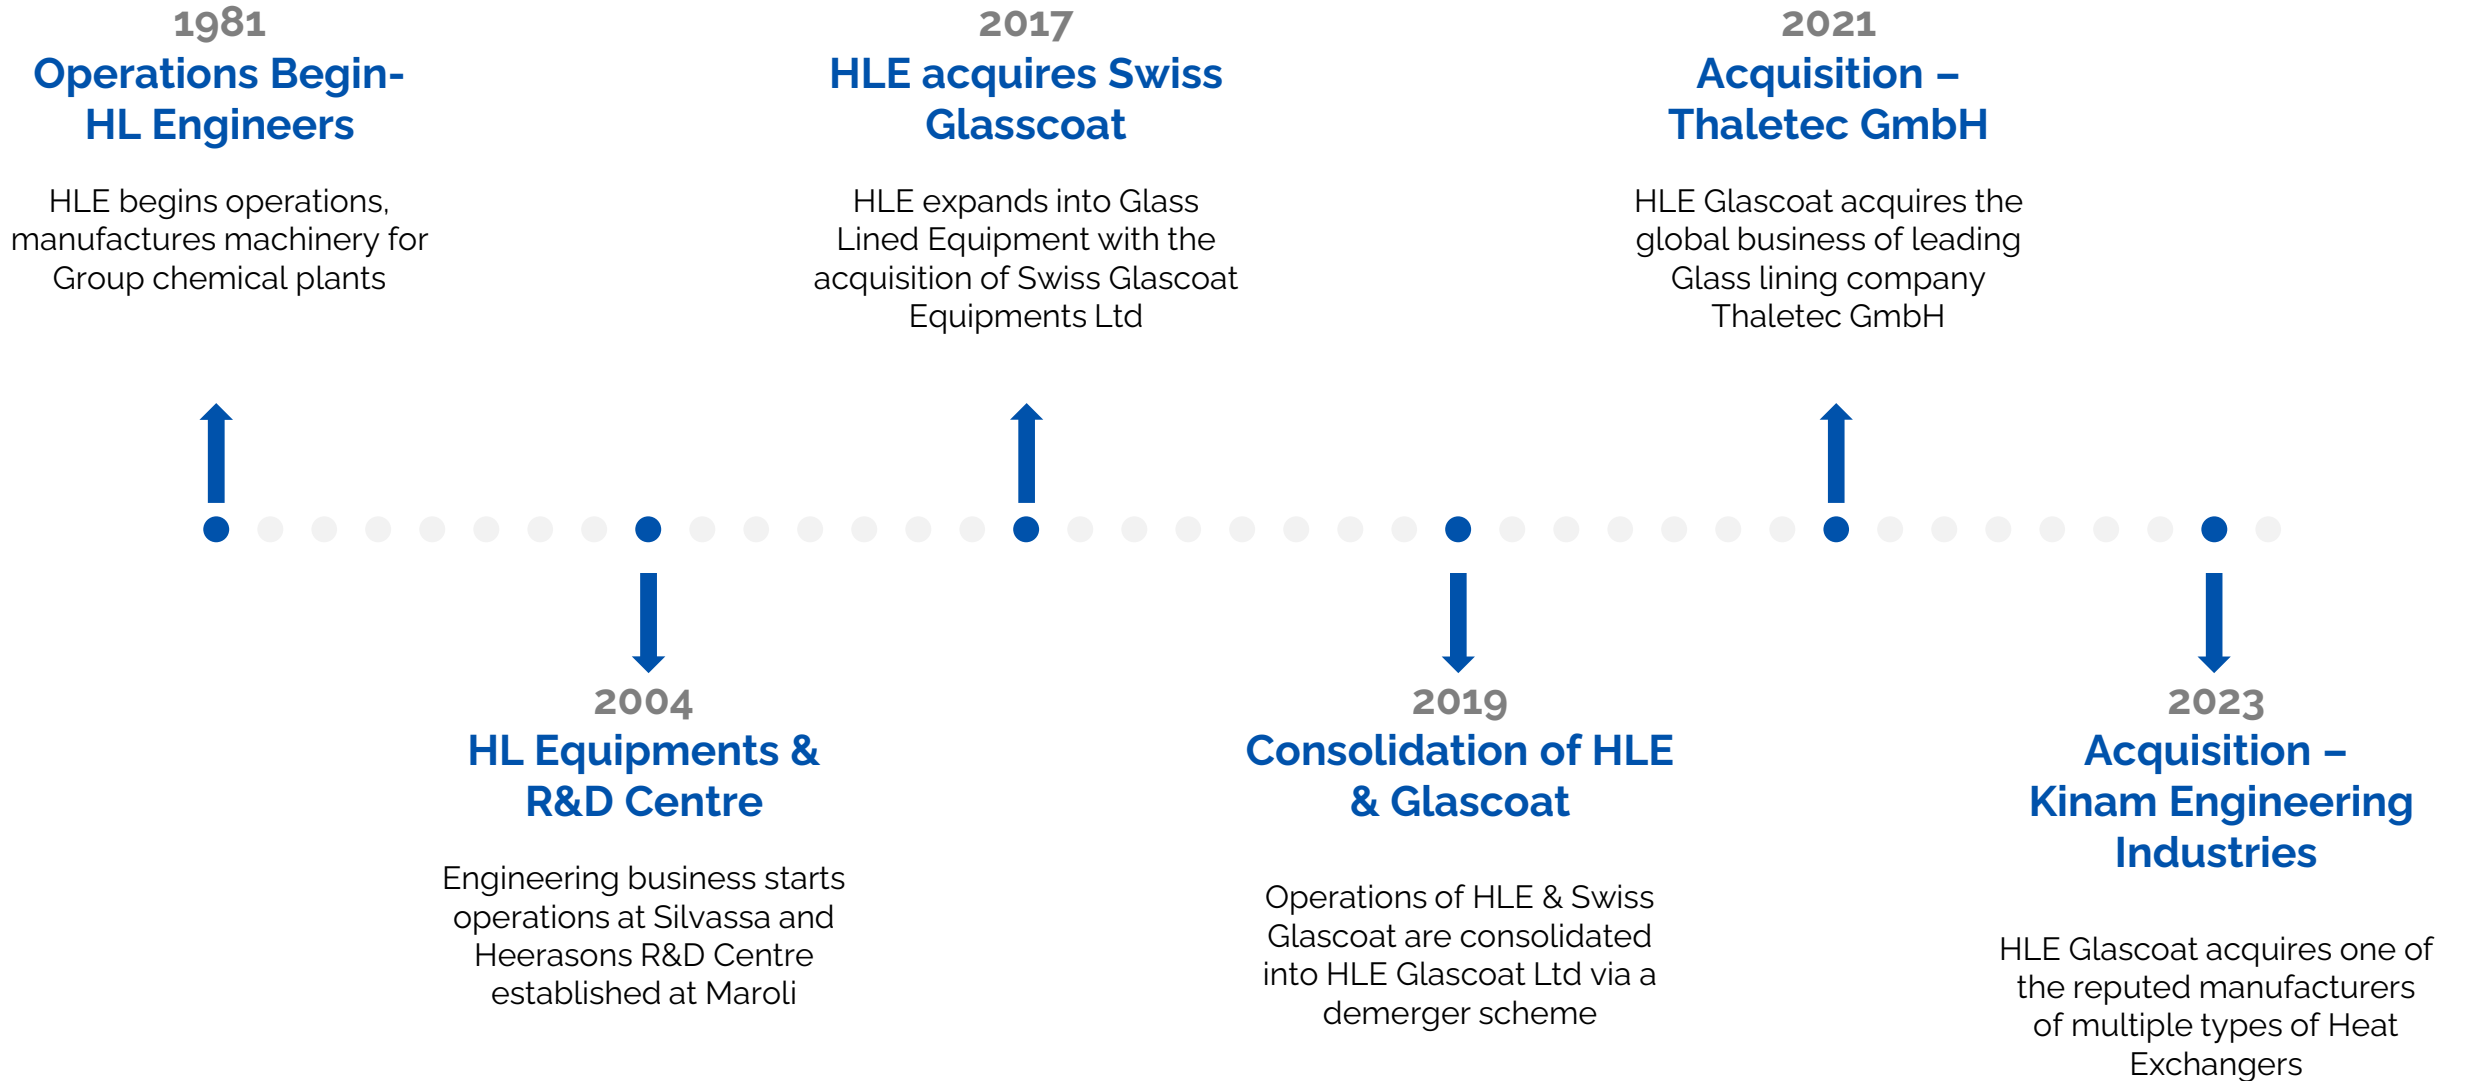 1981
Operations Begin-
HL Engineers
HLE begins operations,
manufactures machinery for
Group chemical plants
2004
HL Equipments &
R&D Centre
Engineering business starts
operations at Silvassa and
Heerasons R&D Centre
established at Maroli
2017
HLE acquires Swiss
Glasscoat
HLE expands into Glass
Lined Equipment with the
acquisition of Swiss Glascoat
Equipments Ltd
2019
Consolidation of HLE
& Glascoat
Operations of HLE & Swiss
Glascoat are consolidated
into HLE Glascoat Ltd via a
demerger scheme
2021
Acquisition –
Thaletec GmbH
HLE Glascoat acquires the
global business of leading
Glass lining company
Thaletec GmbH
2023
Acquisition –
Kinam Engineering
Industries
HLE Glascoat acquires one of
the reputed manufacturers
of multiple types of Heat
Exchangers